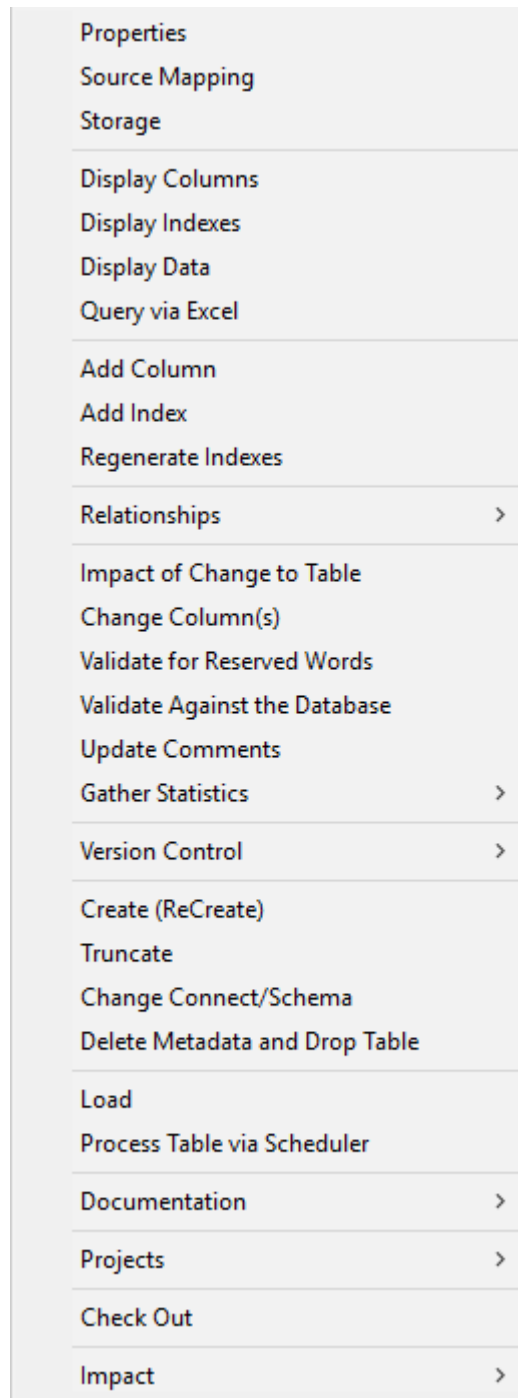 Properties
Source Mapping
Storage
Display Columns
Display Indexes
Display Data
Query via Excel
Add Column
Add Index
Regenerate Indexes
Relationships
Impact of Change to Table
Change Column(s)
Validate for Reserved Words
Validate Against the Database
Update Comments
Gather Statistics
Version Control
Create (ReCreate)
Truncate
Change Connect/Schema
Delete Metadata and Drop Table
Load
Process Table via Scheduler
Documentation
Projects
Check Out
Impact